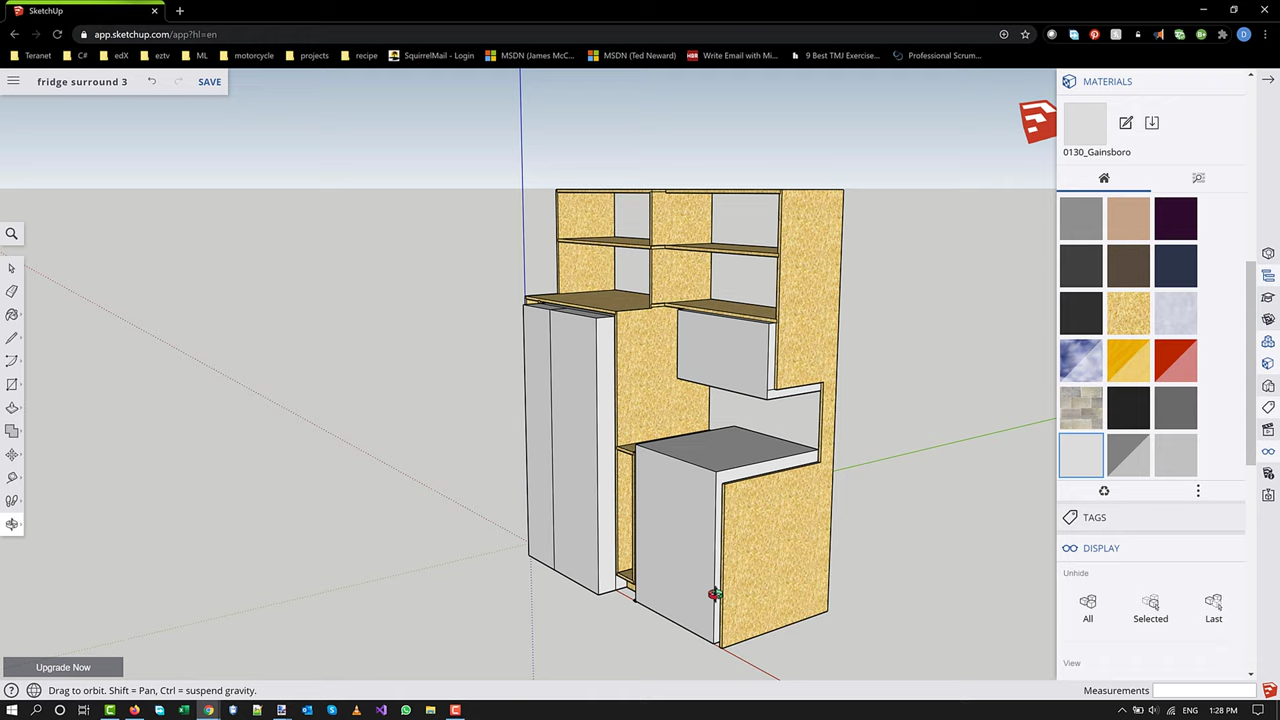 SketchUp
app.sketchup.com/app?hl=en
D
Teranet C# edX eztv ML motorcycle projects recipe SquirrelMail - Login MSDN (James McC... MSDN (Ted Neward) HBR Write Email with Mi... 9 Best TMJ Exercise... Professional Scrum...
fridge surround 3 SAVE
MATERIALS
0130_Gainsboro
TAGS
DISPLAY
Unhide
All Selected Last
View
Upgrade Now
Drag to orbit. Shift = Pan, Ctrl = suspend gravity. Measurements
1:28 PM